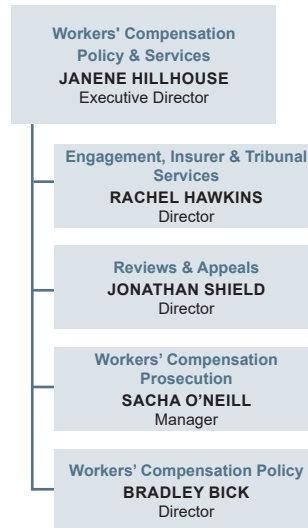 Workers' Compensation
Policy & Services
JANENE HILLHOUSE
Executive Director
Engagement, Insurer & Tribunal
Services
RACHEL HAWKINS
Director
Reviews & Appeals
JONATHAN SHIELD
Director
Workers’ Compensation
Prosecution
SACHA O’NEILL
Manager
Workers’ Compensation Policy
BRADLEY BICK
Director